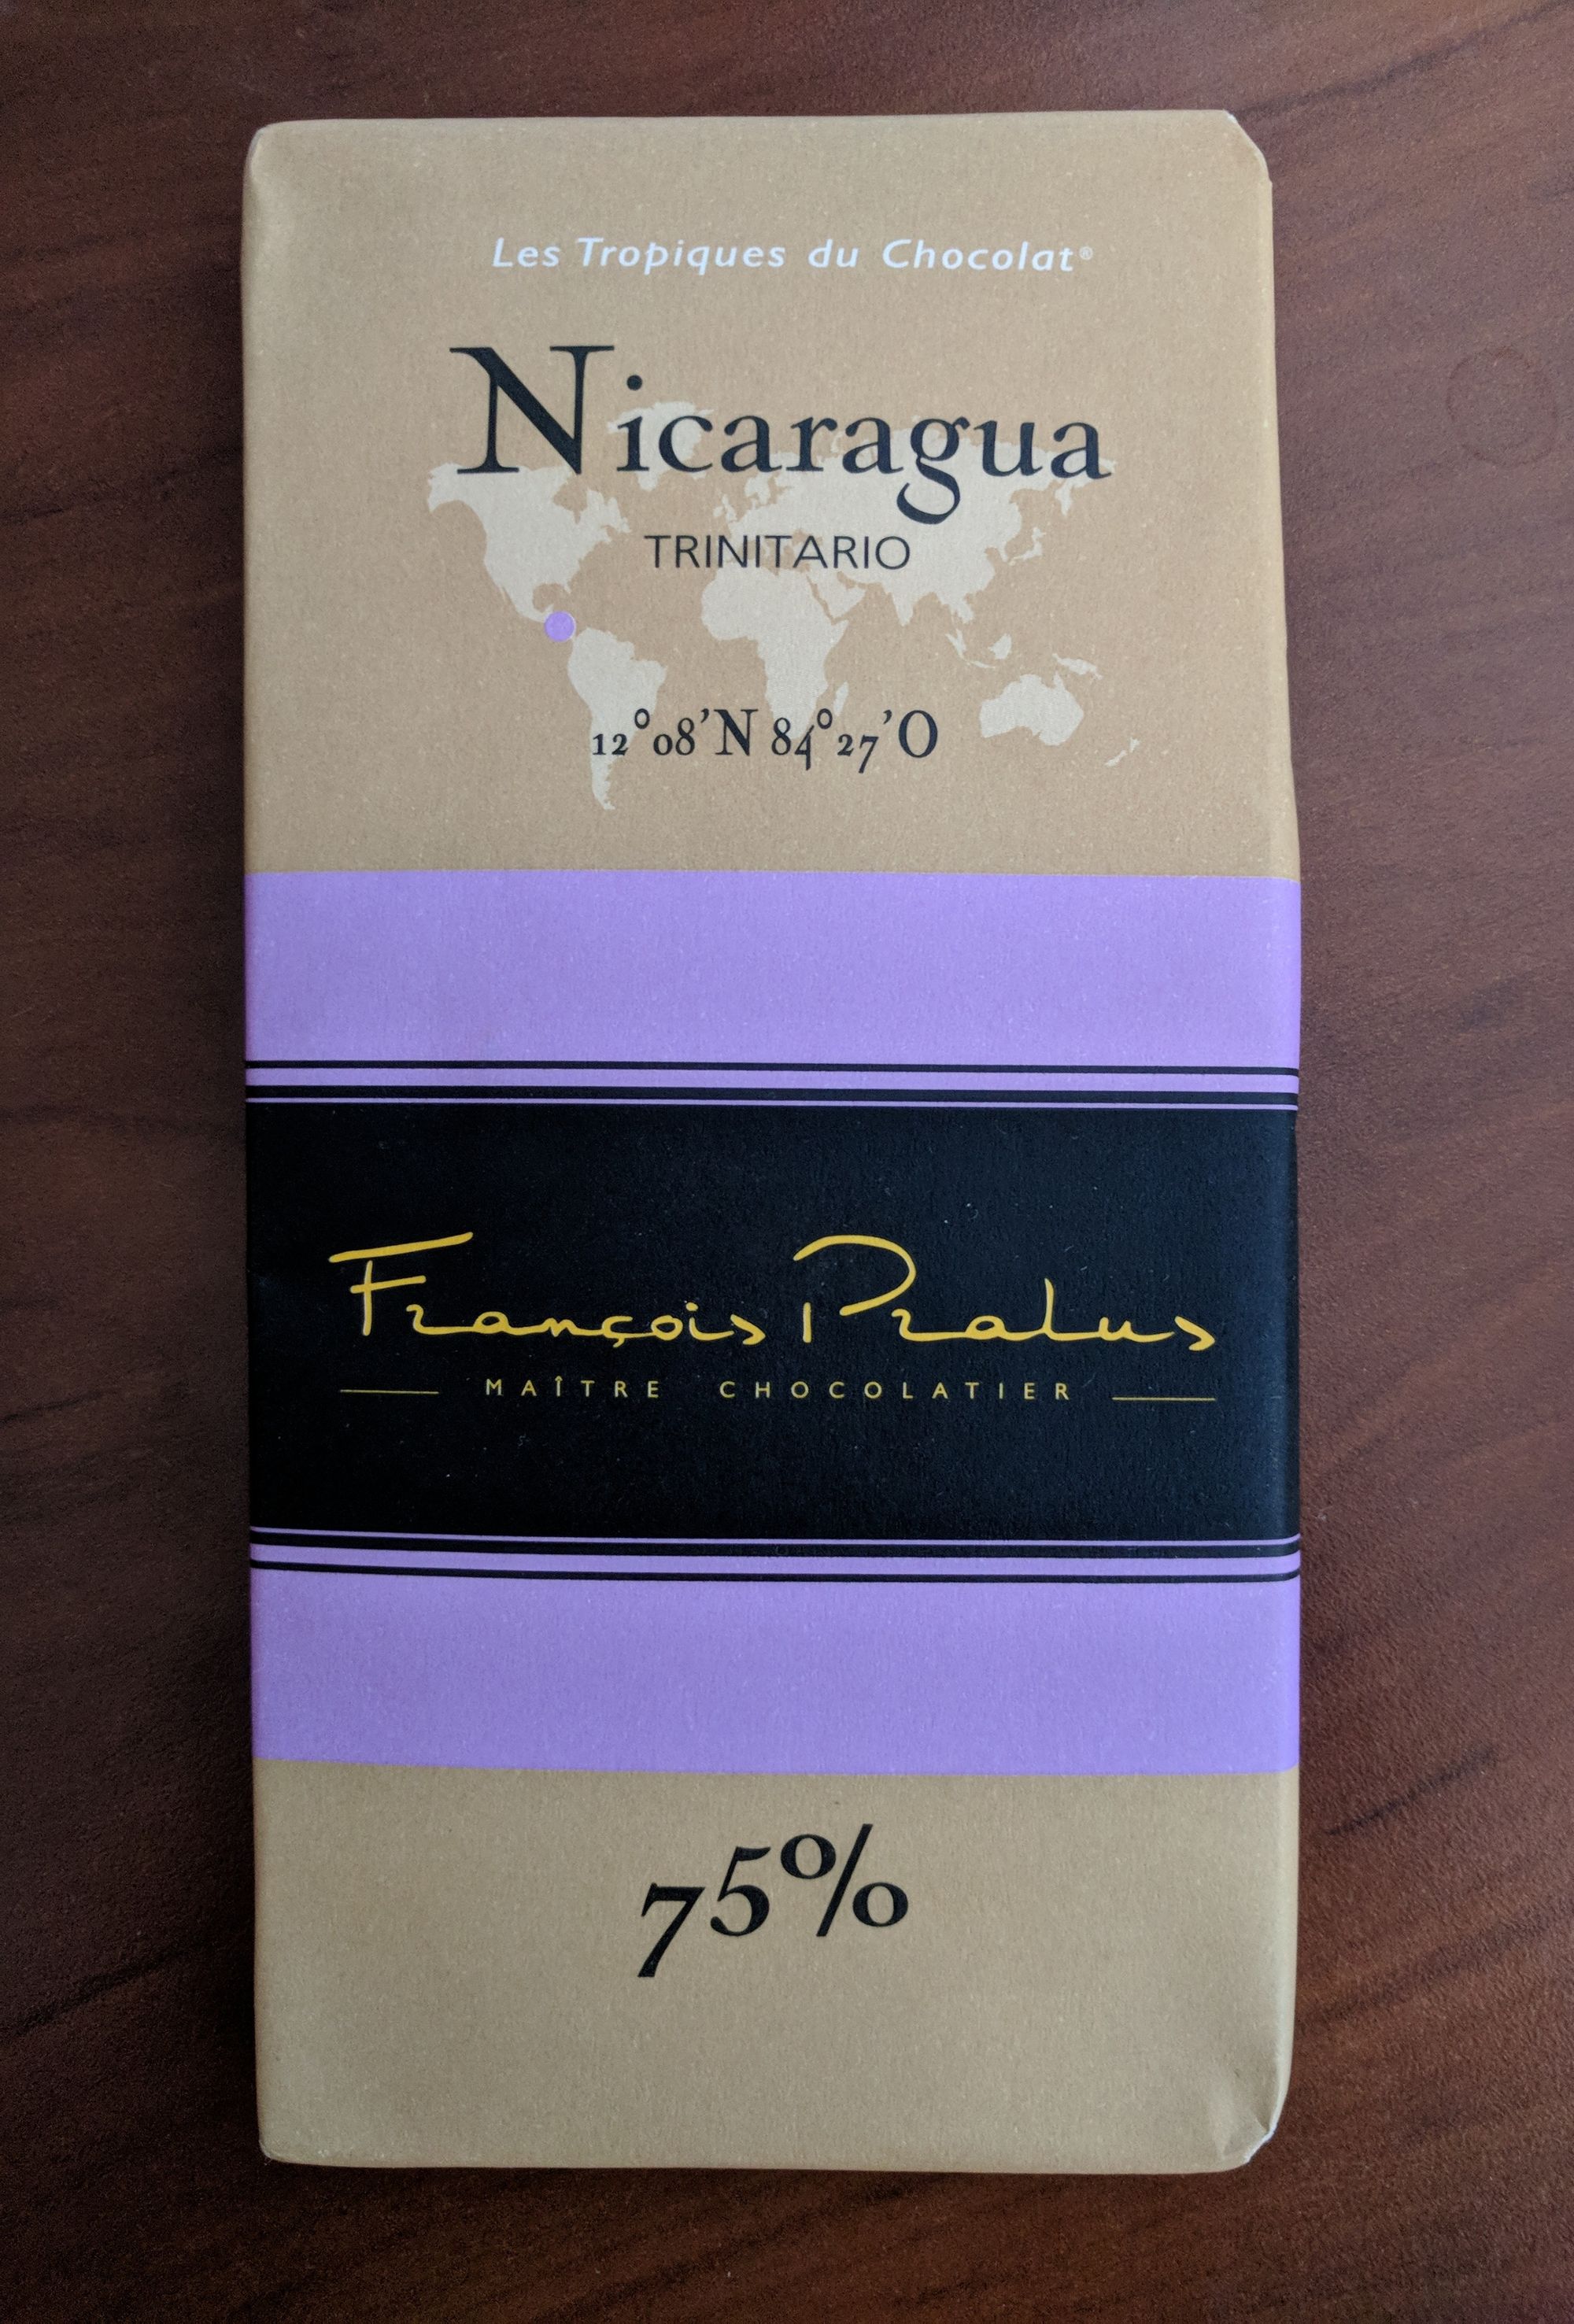 Les Tropiques du Chocolat®
Nicaragua
TRINITARIO
12°08’N 84°27’O
François Pralus
MAÎTRE CHOCOLATIER
75%